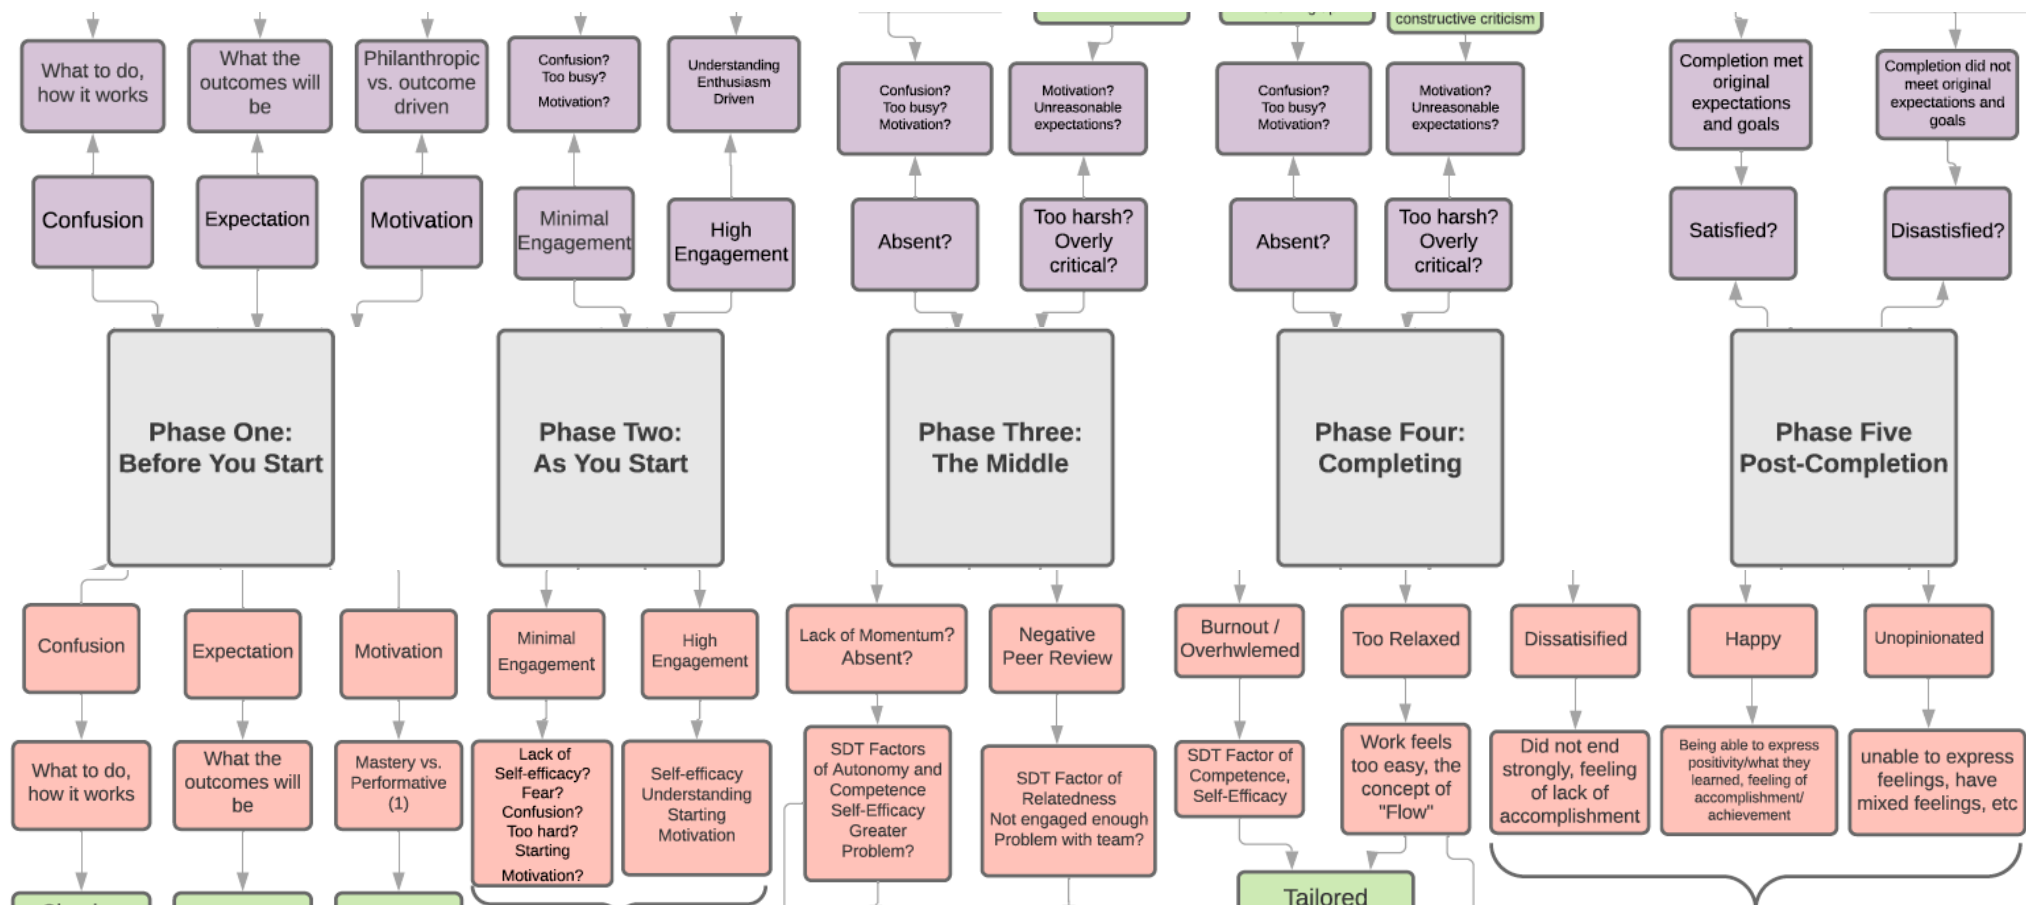 constructive criticism
What to do,
how it works
What the
outcomes will
be
Philanthropic
vs. outcome
driven
Confusion?
Too busy?
Motivation?
Understanding
Enthusiasm
Driven
Confusion?
Too busy?
Motivation?
Motivation?
Unreasonable
expectations?
Confusion?
Too busy?
Motivation?
Motivation?
Unreasonable
expectations?
Completion met
original
expectations
and goals
Completion did not
meet original
expectations and
goals
Confusion
Expectation
Motivation
Minimal
Engagement
High
Engagement
Absent?
Too harsh?
Overly
critical?
Absent?
Too harsh?
Overly
critical?
Satisfied?
Disastisfied?
Phase One:
Before You Start
Phase Two:
As You Start
Phase Three:
The Middle
Phase Four:
Completing
Phase Five
Post-Completion
Confusion
Expectation
Motivation
Minimal
Engagement
High
Engagement
Lack of Momentum?
Absent?
Negative
Peer Review
Burnout /
Overhwlemed
Too Relaxed
Dissatisified
Happy
Unopinionated
What to do,
how it works
What the
outcomes will
be
Mastery vs.
Performative
(1)
Lack of
Self-efficacy?
Fear?
Confusion?
Too hard?
Starting
Motivation?
Self-efficacy
Understanding
Starting
Motivation
SDT Factors
of Autonomy and
Competence
Self-Efficacy
Greater
Problem?
SDT Factor of
Relatedness
Not engaged enough
Problem with team?
SDT Factor of
Competence,
Self-Efficacy
Work feels
too easy, the
concept of
"Flow"
Did not end
strongly, feeling
of lack of
accomplishment
Being able to express
positivity/what they
learned, feeling of
accomplishment/
achievement
unable to express
feelings, have
mixed feelings, etc
Tailored